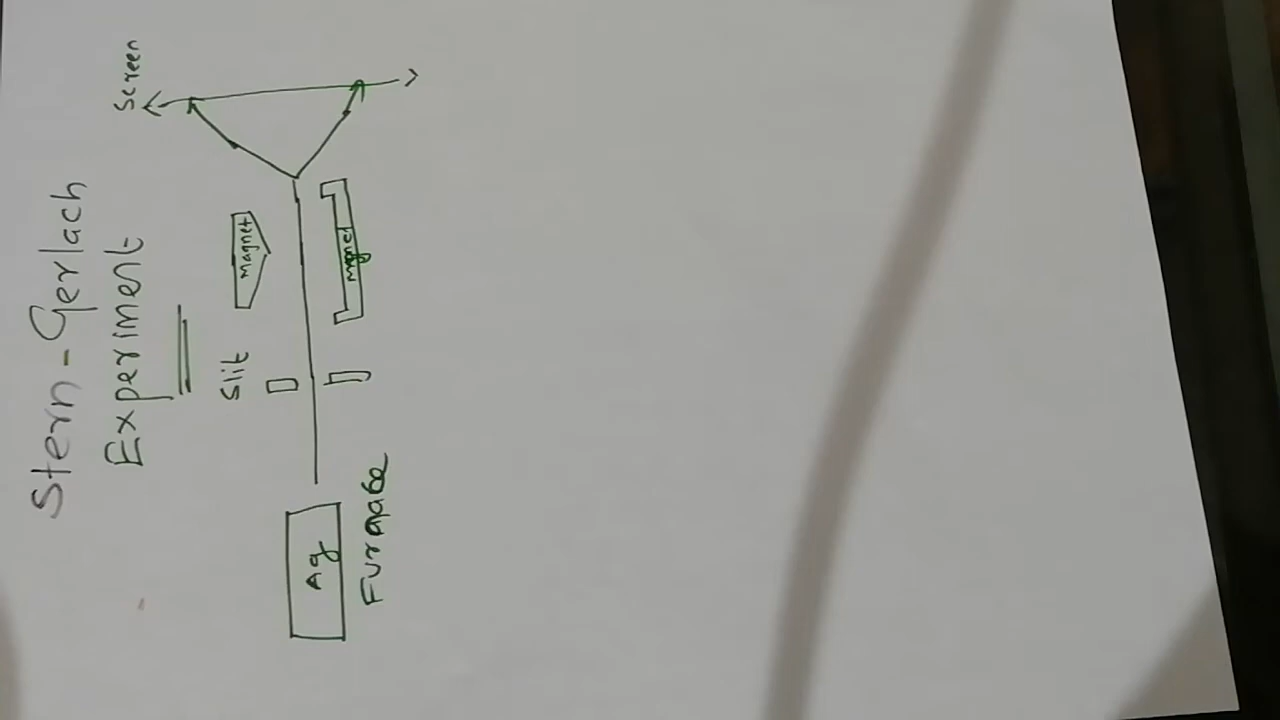 Stern-Gerlach
Experiment
Screen
Slit
Magnet
Magnet
Ag
Furnace